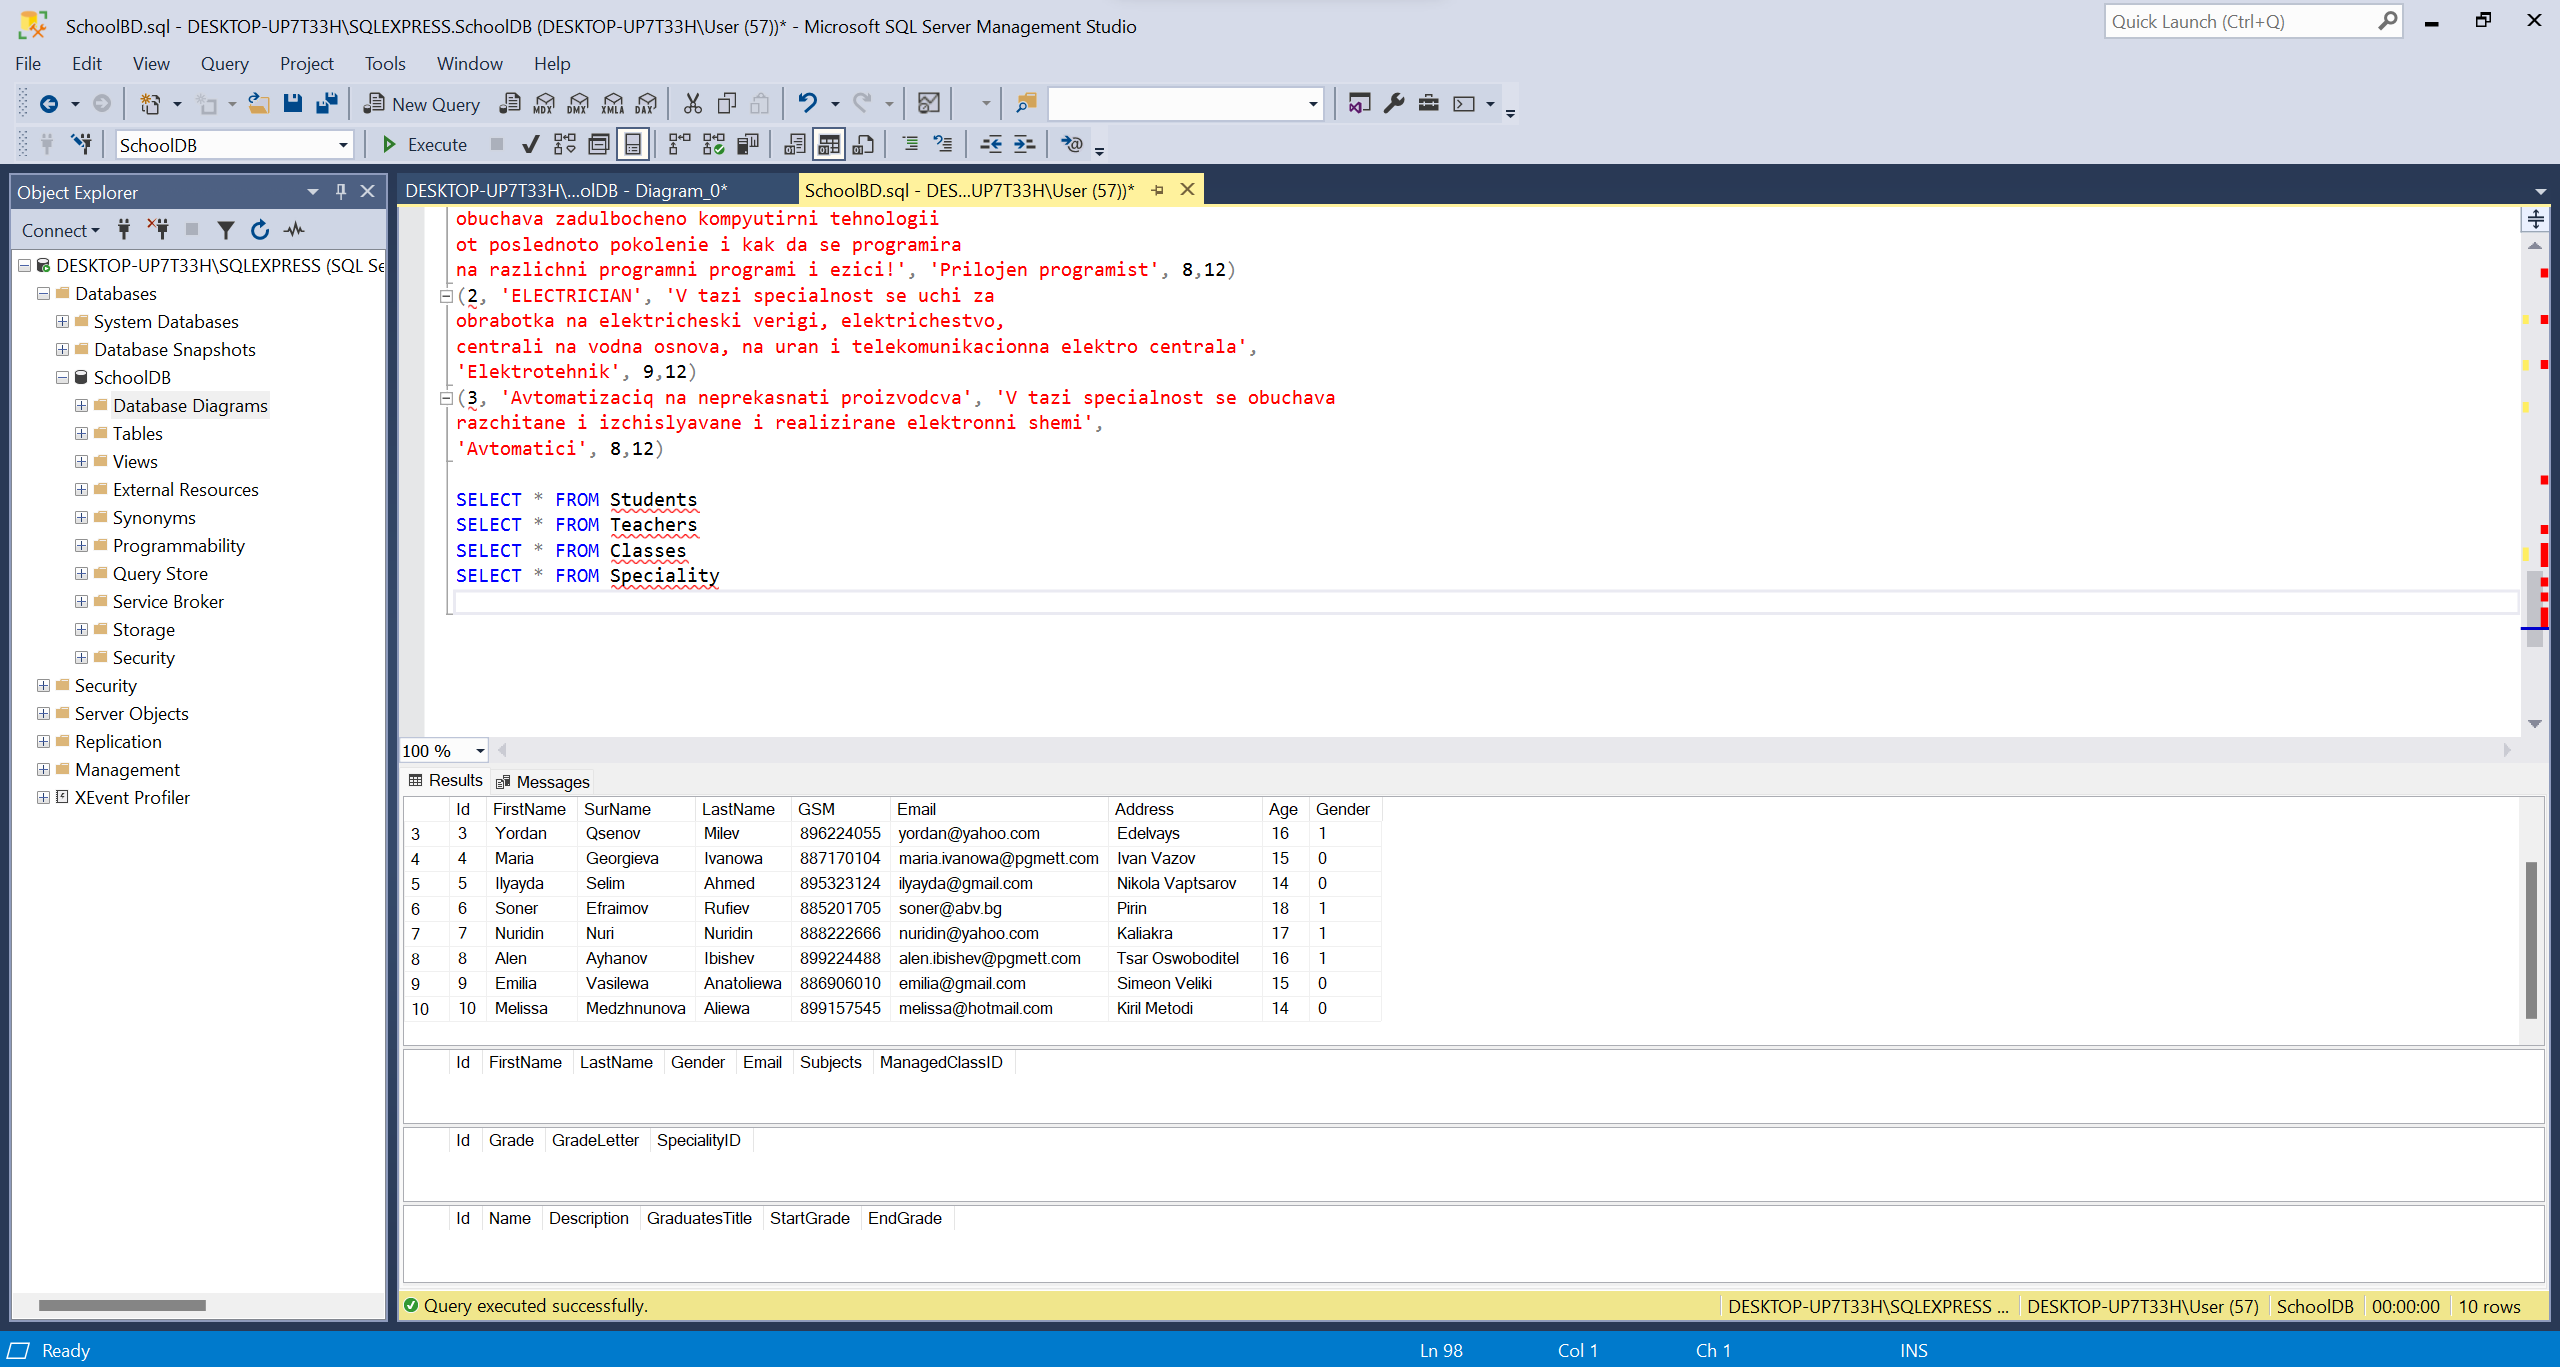 SchoolBD.sql - DESKTOP-UP7T33H\SQLEXPRESS.SchoolDB (DESKTOP-UP7T33H\User (57))* - Microsoft SQL Server Management Studio
Quick Launch (Ctrl+Q)
File Edit View Query Project Tools Window Help
New Query MDX DMX XMLA DAX
SchoolDB Execute
Object Explorer
Connect
DESKTOP-UP7T33H\SQLEXPRESS (SQL Se
Databases
System Databases
Database Snapshots
SchoolDB
Database Diagrams
Tables
Views
External Resources
Synonyms
Programmability
Query Store
Service Broker
Storage
Security
Security
Server Objects
Replication
Management
XEvent Profiler
DESKTOP-UP7T33H\...olDB - Diagram_0*
SchoolBD.sql - DES...UP7T33H\User (57))*
obuchava zadulbocheno kompyutirni tehnologii
ot poslednoto pokolenie i kak da se programira
na razlichni programni programi i ezici!', 'Prilojen programist', 8,12)
(2, 'ELECTRICIAN', 'V tazi specialnost se uchi za
obrabotka na elektricheski verigi, elektrichestvo,
centrali na vodna osnova, na uran i telekomunikacionna elektro centrala',
'Elektrotehnik', 9,12)
(3, 'Avtomatizaciq na neprekasnati proizvodcva', 'V tazi specialnost se obuchava
razchitane i izchislyavane i realizirane elektronni shemi',
'Avtomatici', 8,12)
SELECT * FROM Students
SELECT * FROM Teachers
SELECT * FROM Classes
SELECT * FROM Speciality
100 %
Results Messages
Id FirstName SurName LastName GSM Email Address Age Gender
3 3 Yordan Qsenov Milev 896224055 yordan@yahoo.com Edelvays 16 1
4 4 Maria Georgieva Ivanowa 887170104 maria.ivanowa@pgmett.com Ivan Vazov 15 0
5 5 Ilyayda Selim Ahmed 895323124 ilyayda@gmail.com Nikola Vaptsarov 14 0
6 6 Soner Efraimov Rufiev 885201705 soner@abv.bg Pirin 18 1
7 7 Nuridin Nuri Nuridin 888222666 nuridin@yahoo.com Kaliakra 17 1
8 8 Alen Ayhanov Ibishev 899224488 alen.ibishev@pgmett.com Tsar Oswoboditel 16 1
9 9 Emilia Vasilewa Anatoliewa 886906010 emilia@gmail.com Simeon Veliki 15 0
10 10 Melissa Medzhnunova Aliewa 899157545 melissa@hotmail.com Kiril Metodi 14 0
Id FirstName LastName Gender Email Subjects ManagedClassID
Id Grade GradeLetter SpecialityID
Id Name Description GraduatesTitle StartGrade EndGrade
Query executed successfully.
DESKTOP-UP7T33H\SQLEXPRESS ... DESKTOP-UP7T33H\User (57) SchoolDB 00:00:00 10 rows
Ready Ln 98 Col 1 Ch 1 INS